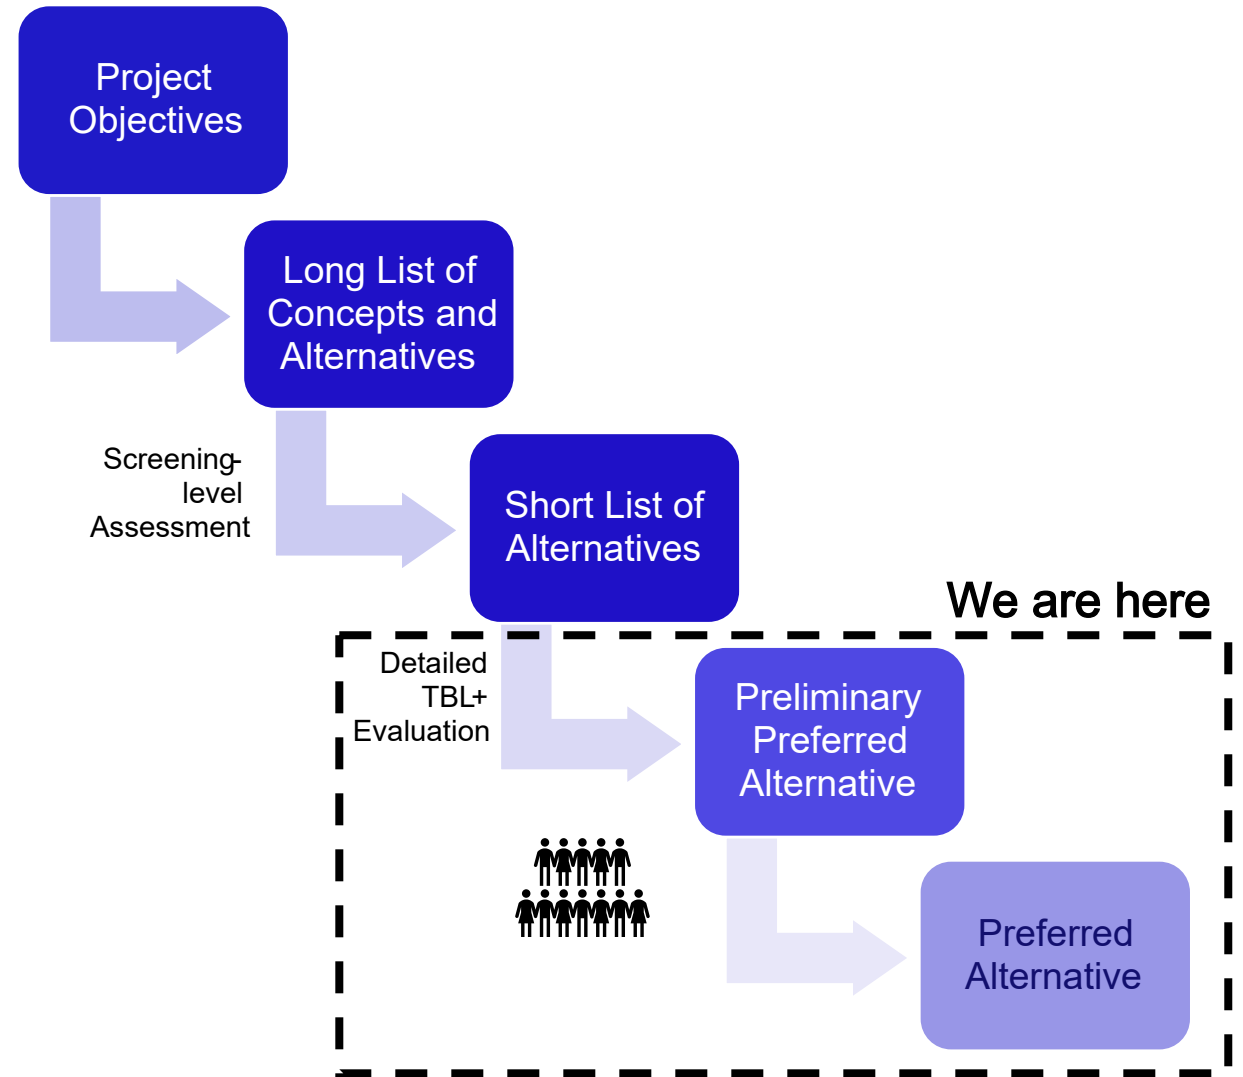 Project
Objectives
Long List of
Concepts and
Alternatives
Screening-
level
Assessment
Short List of
Alternatives
We are here
Detailed
TBL+
Evaluation
Preliminary
Preferred
Alternative
Preferred
Alternative